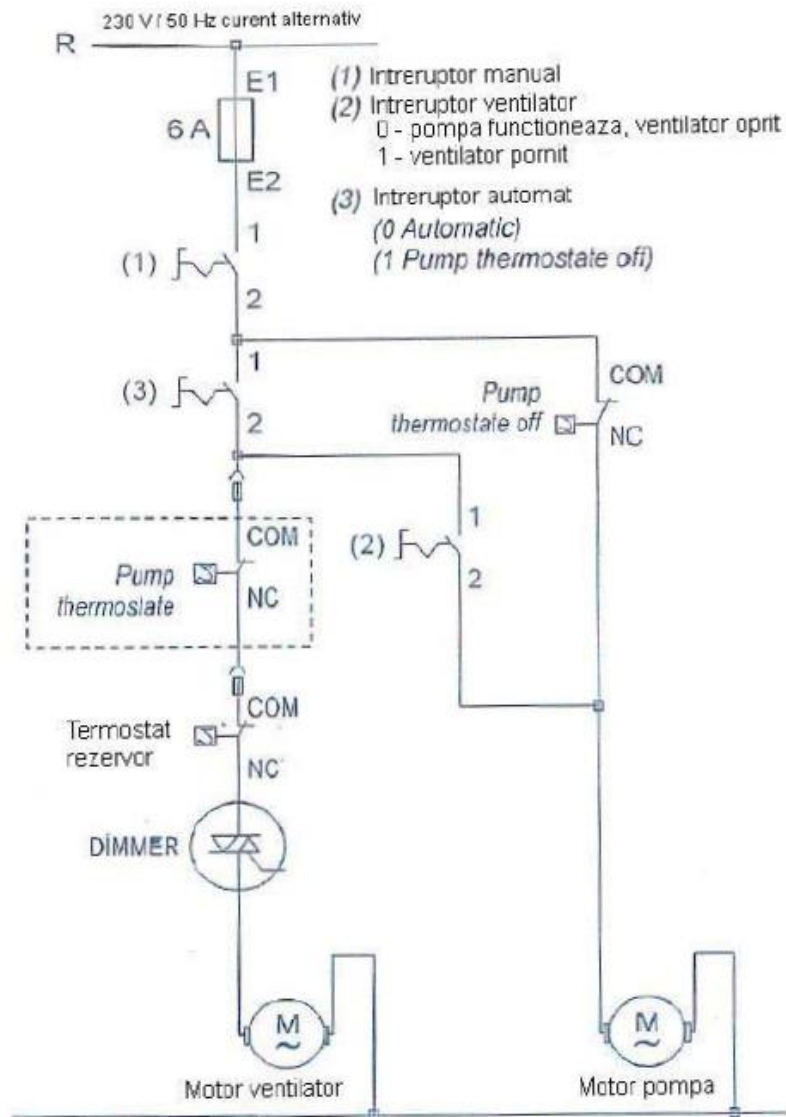 230 V / 50 Hz curent alternativ
R
E1
6 A
E2
(1) Intreruptor manual
(2) Intreruptor ventilator
0 - pompa functioneaza, ventilator oprit
1 - ventilator pornit
(3) Intreruptor automat
(0 Automatic)
(1 Pump thermostate off)
1
(1)
2
1
(3)
2
Pump
thermostate off
COM
NC
COM
Pump
thermostate
NC
1
(2)
2
Termostat
rezervor
COM
NC
DİMMER
M
~
Motor ventilator
M
~
Motor pompa